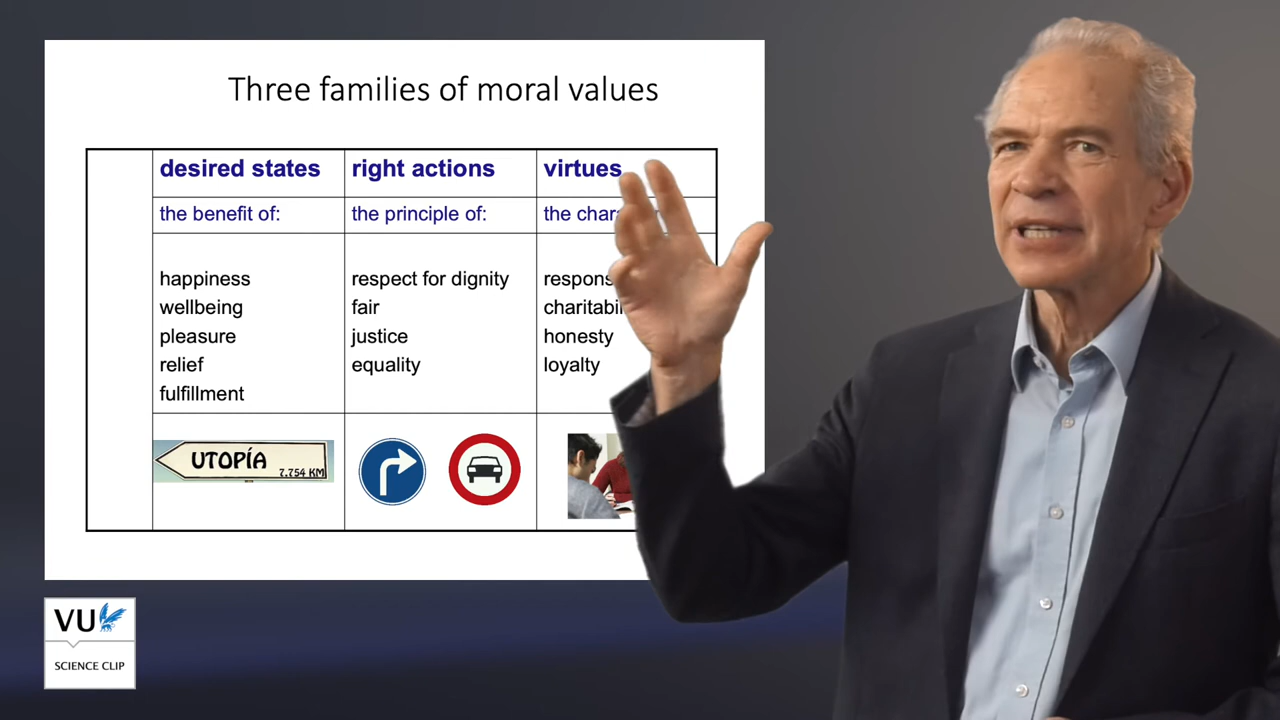 Three families of moral values
desired states
right actions
virtues
the benefit of:
the principle of:
the
happiness
wellbeing
pleasure
relief
fulfillment
respect for dignity
fair
justice
equality
honesty
loyalty
UTOPÍA
7.754 KM
VU
SCIENCE CLIP